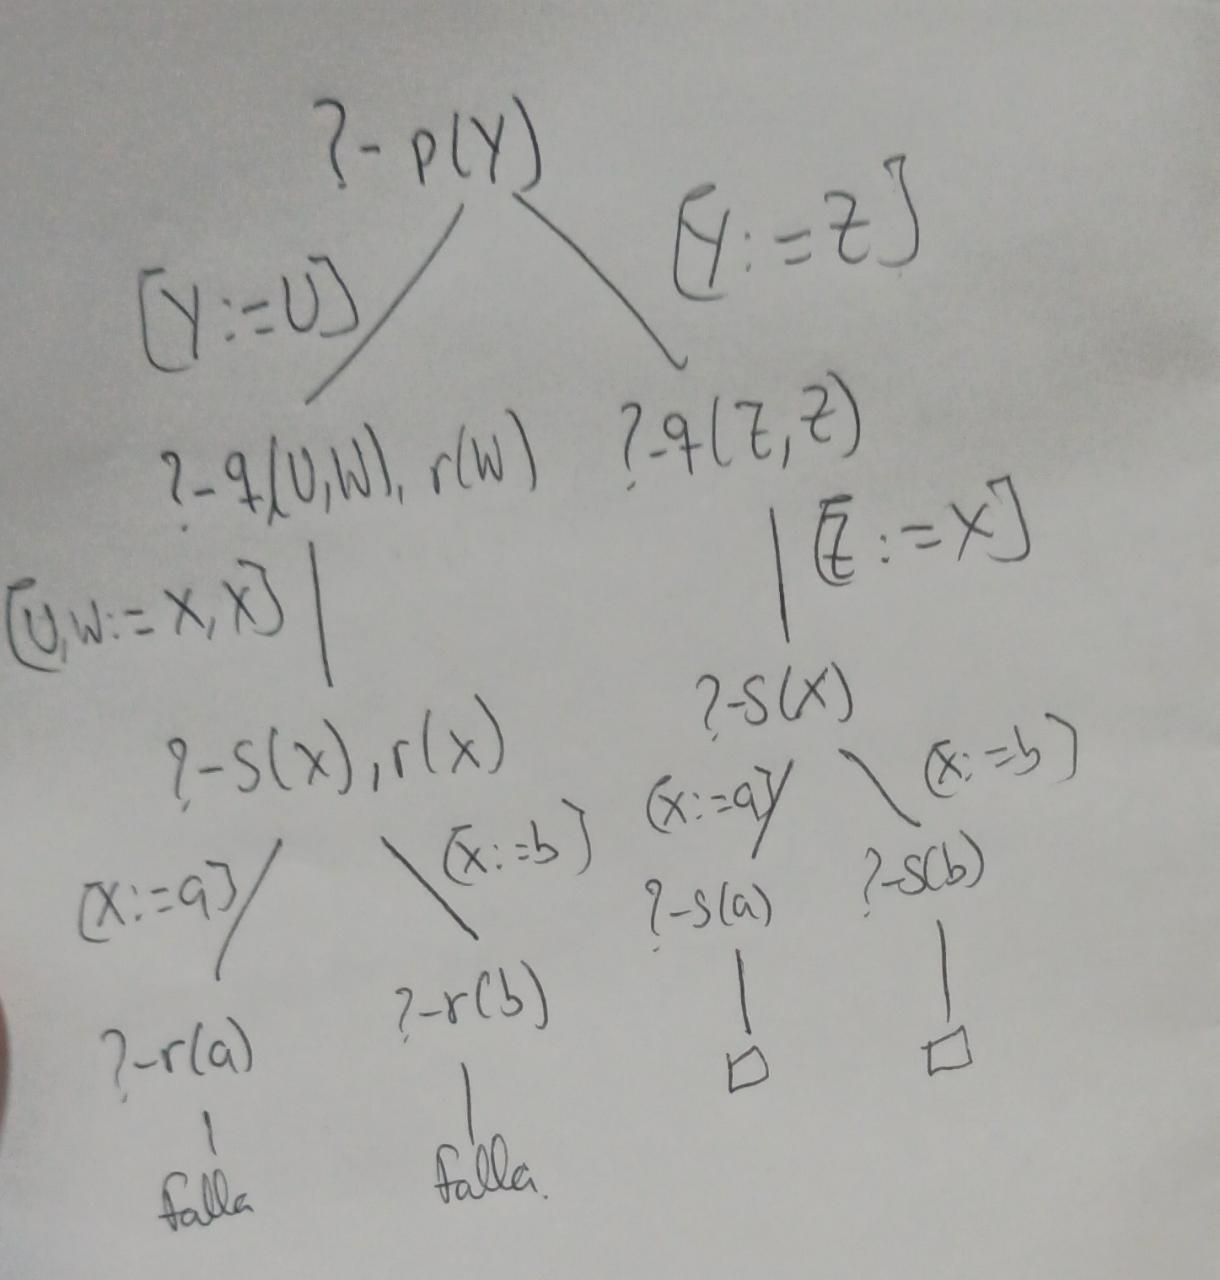 ?- p(Y)
[Y:=U]
[Y:=Z]
?-q(U,W), r(W)
?-q(Z,Z)
[U,W:=X,X]
[Z:=X]
?-S(X),r(X)
?-S(X)
[X:=a]
[X:=b]
[X:=a]
[X:=b]
?-r(a)
?-r(b)
?-S(a)
?-S(b)
falla
falla.